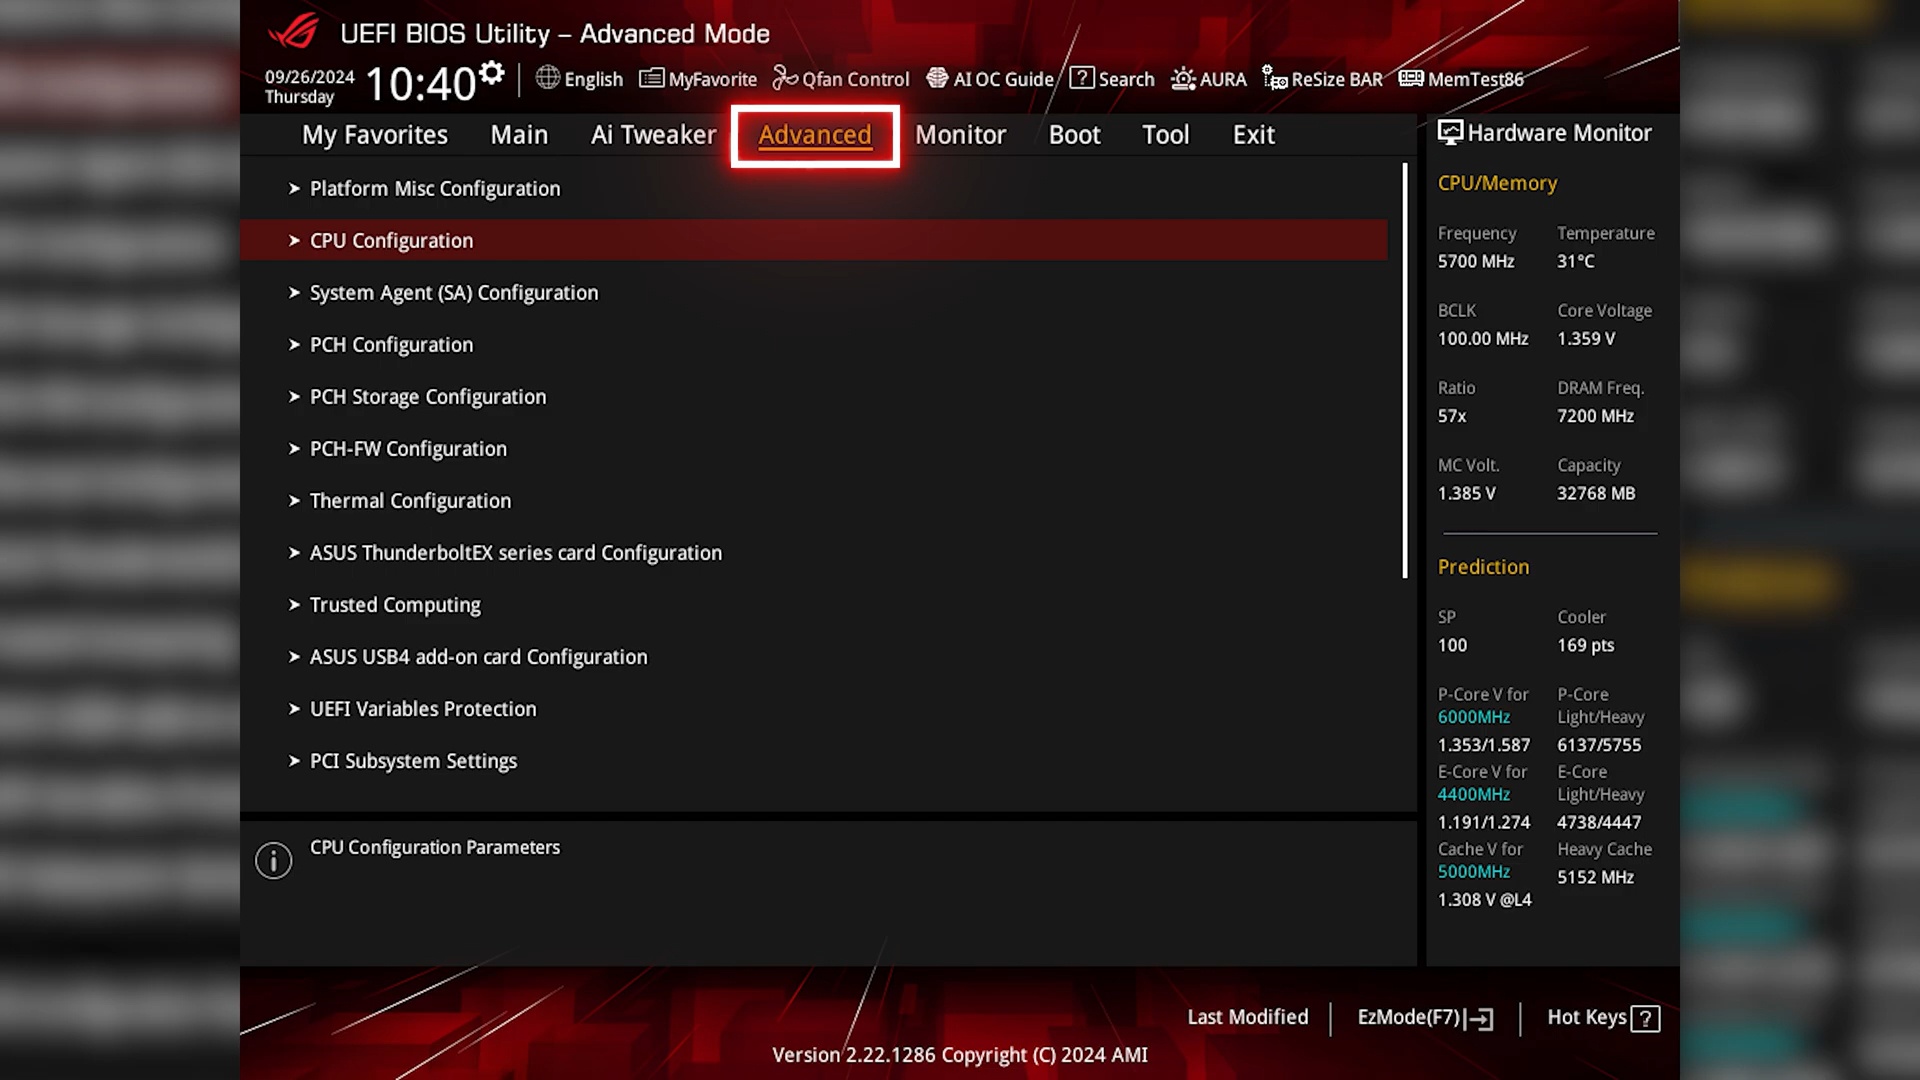 UEFI BIOS Utility – Advanced Mode
09/26/2024
Thursday
10:40
English
MyFavorite
Qfan Control
AI OC Guide
? Search
AURA
ReSize BAR
MemTest86
My Favorites
Main
Ai Tweaker
Advanced
Monitor
Boot
Tool
Exit
Platform Misc Configuration
CPU Configuration
System Agent (SA) Configuration
PCH Configuration
PCH Storage Configuration
PCH-FW Configuration
Thermal Configuration
ASUS ThunderboltEX series card Configuration
Trusted Computing
ASUS USB4 add-on card Configuration
UEFI Variables Protection
PCI Subsystem Settings
CPU Configuration Parameters
Hardware Monitor
CPU/Memory
Frequency Temperature
5700 MHz 31°C
BCLK Core Voltage
100.00 MHz 1.359 V
Ratio DRAM Freq.
57x 7200 MHz
MC Volt. Capacity
1.385 V 32768 MB
Prediction
SP Cooler
100 169 pts
P-Core V for P-Core
6000MHz Light/Heavy
1.353/1.587 6137/5755
E-Core V for E-Core
4400MHz Light/Heavy
1.191/1.274 4738/4447
Cache V for Heavy Cache
5000MHz 5152 MHz
1.308 V @L4
Last Modified
EzMode(F7)
Hot Keys ?
Version 2.22.1286 Copyright (C) 2024 AMI